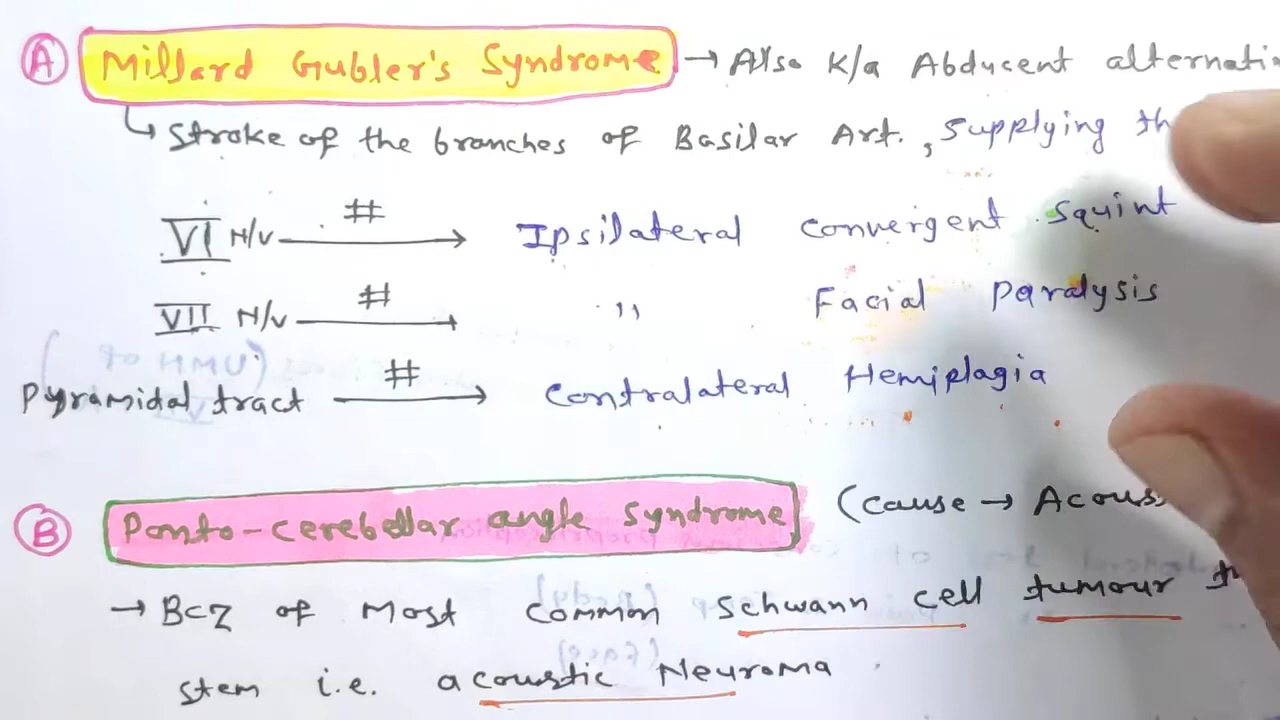 A Millard Gubler's Syndrome → Also K/a Abducent alternati
↳ Stroke of the branches of Basilar Art., Supplying th
VI N/V # → Ipsilateral convergent squint
VII N/V # → ,, Facial paralysis
Pyramidal tract # → Contralateral Hemiplagia
B Ponto-cerebellar angle syndrome (cause → Acous
→ BcZ of Most common schwann cell tumour
stem i.e. acoustic Neuroma